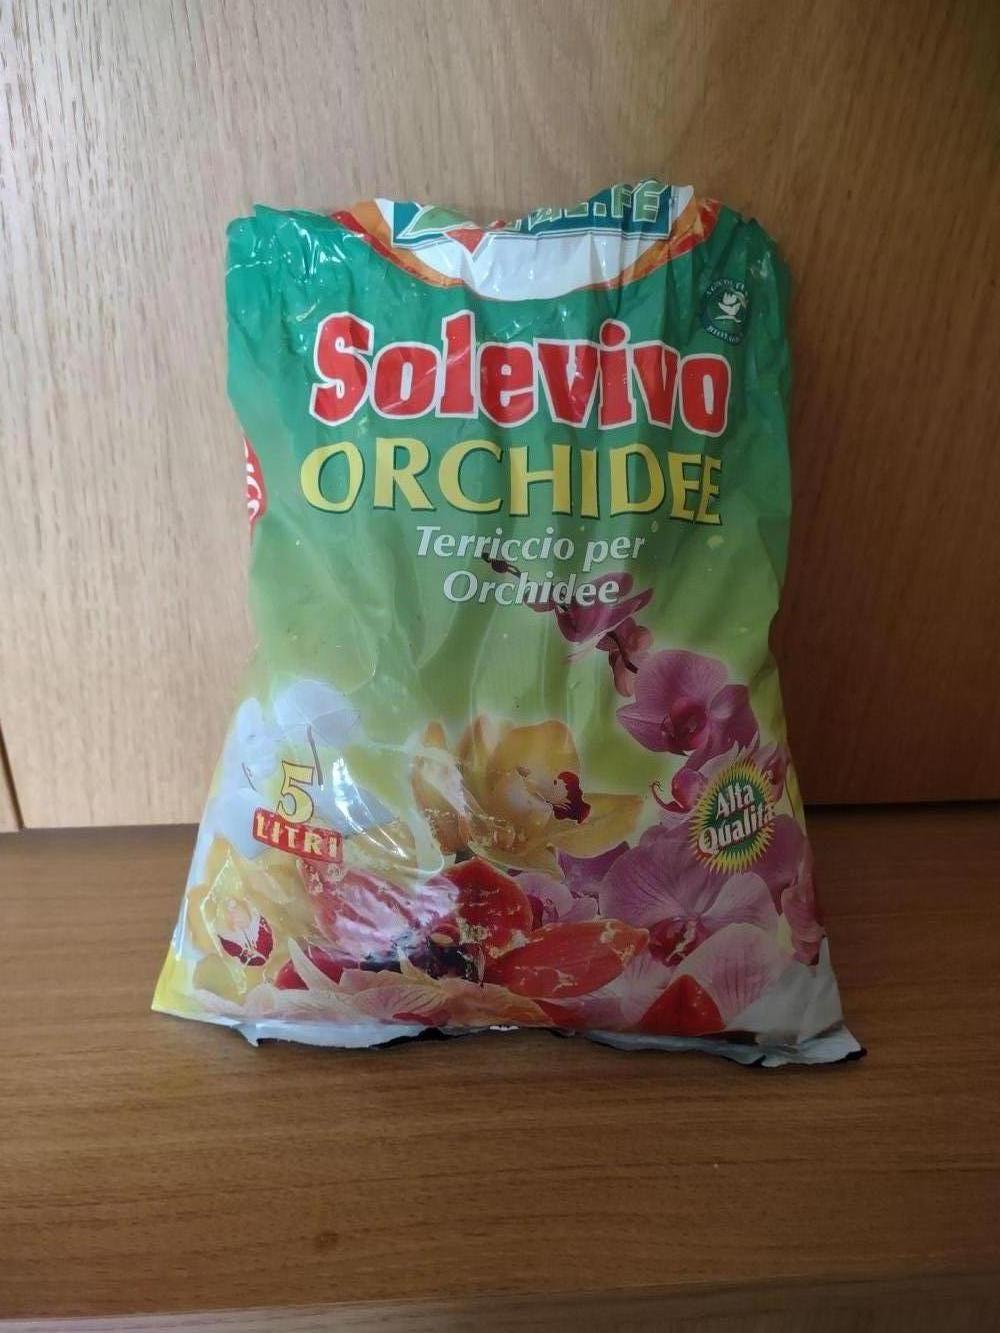 Solevivo
ORCHIDEE
Terriccio per
Orchidee
5
LITRI
Alta
Qualità